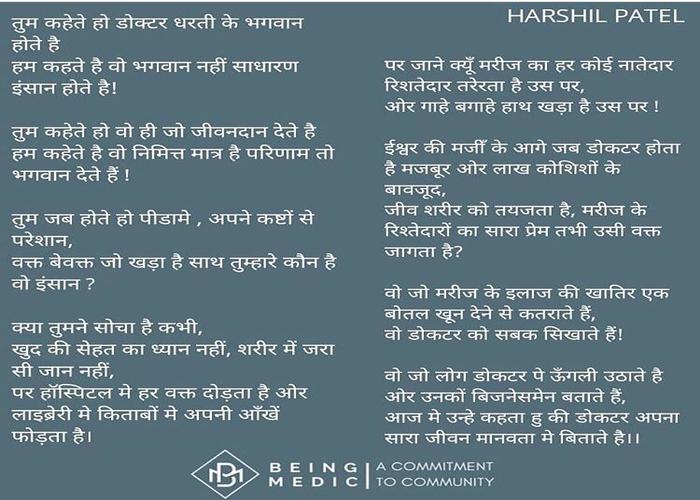 HARSHIL PATEL
तुम कहेते हो डोक्टर धरती के भगवान
होते है
हम कहते है वो भगवान नहीं साधारण
इंसान होते है!
तुम कहेते हो वो ही जो जीवनदान देते है
हम कहेते है वो निमित्त मात्र है परिणाम तो
भगवान देते हैं !
तुम जब होते हो पीडामे , अपने कष्टों से
परेशान,
वक्त बेवक्त जो खड़ा है साथ तुम्हारे कौन है
वो इंसान ?
क्या तुमने सोचा है कभी,
खुद की सेहत का ध्यान नहीं, शरीर में जरा
सी जान नहीं,
पर हॉस्पिटल मे हर वक्त दोड़ता है ओर
लाइब्रेरी मे किताबों मे अपनी आँखें
फोड़ता है।
पर जाने क्यूँ मरीज का हर कोई नातेदार
रिशतेदार तरेरता है उस पर,
ओर गाहे बगाहे हाथ खड़ा है उस पर !
ईश्वर की मर्जी के आगे जब डोकटर होता
है मजबूर ओर लाख कोशिशों के
बावजूद,
जीव शरीर को तयजता है, मरीज के
रिश्तेदारों का सारा प्रेम तभी उसी वक्त
जागता है?
वो जो मरीज के इलाज की खातिर एक
बोतल खून देने से कतराते हैं,
वो डोकटर को सबक सिखाते हैं!
वो जो लोग डोकटर पे ऊँगली उठाते है
ओर उनकों बिजनेसमेन बताते हैं,
आज मे उन्हे कहता हु की डोकटर अपना
सारा जीवन मानवता मे बिताते है।।
BEING MEDIC
A COMMITMENT
TO COMMUNITY